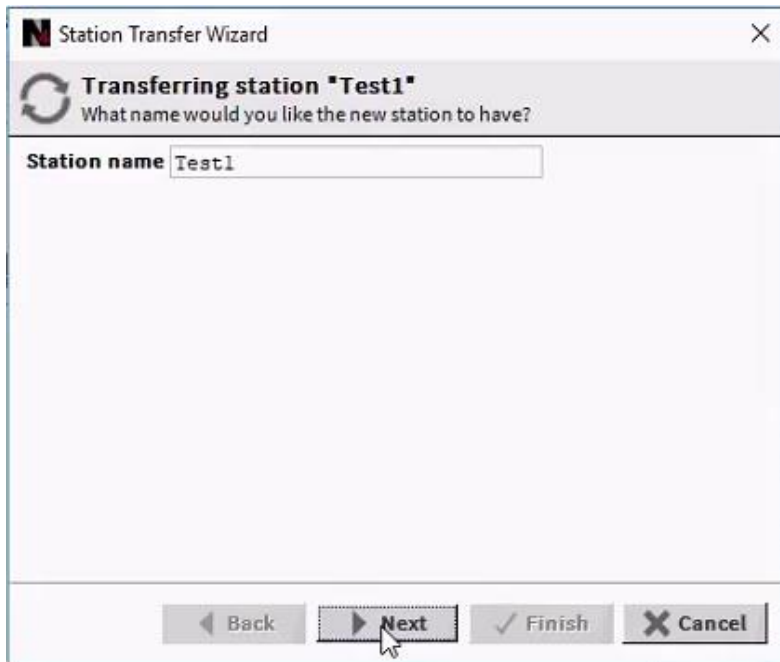 N Station Transfer Wizard
Transferring station "Test1"
What name would you like the new station to have?
Station name Test1
Back Next Finish Cancel